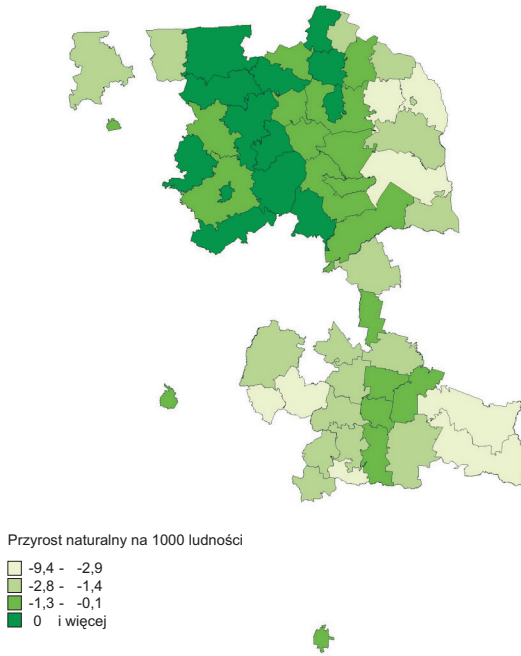 Przyrost naturalny na 1000 ludności
-9,4 - -2,9
-2,8 - -1,4
-1,3 - -0,1
0 i więcej